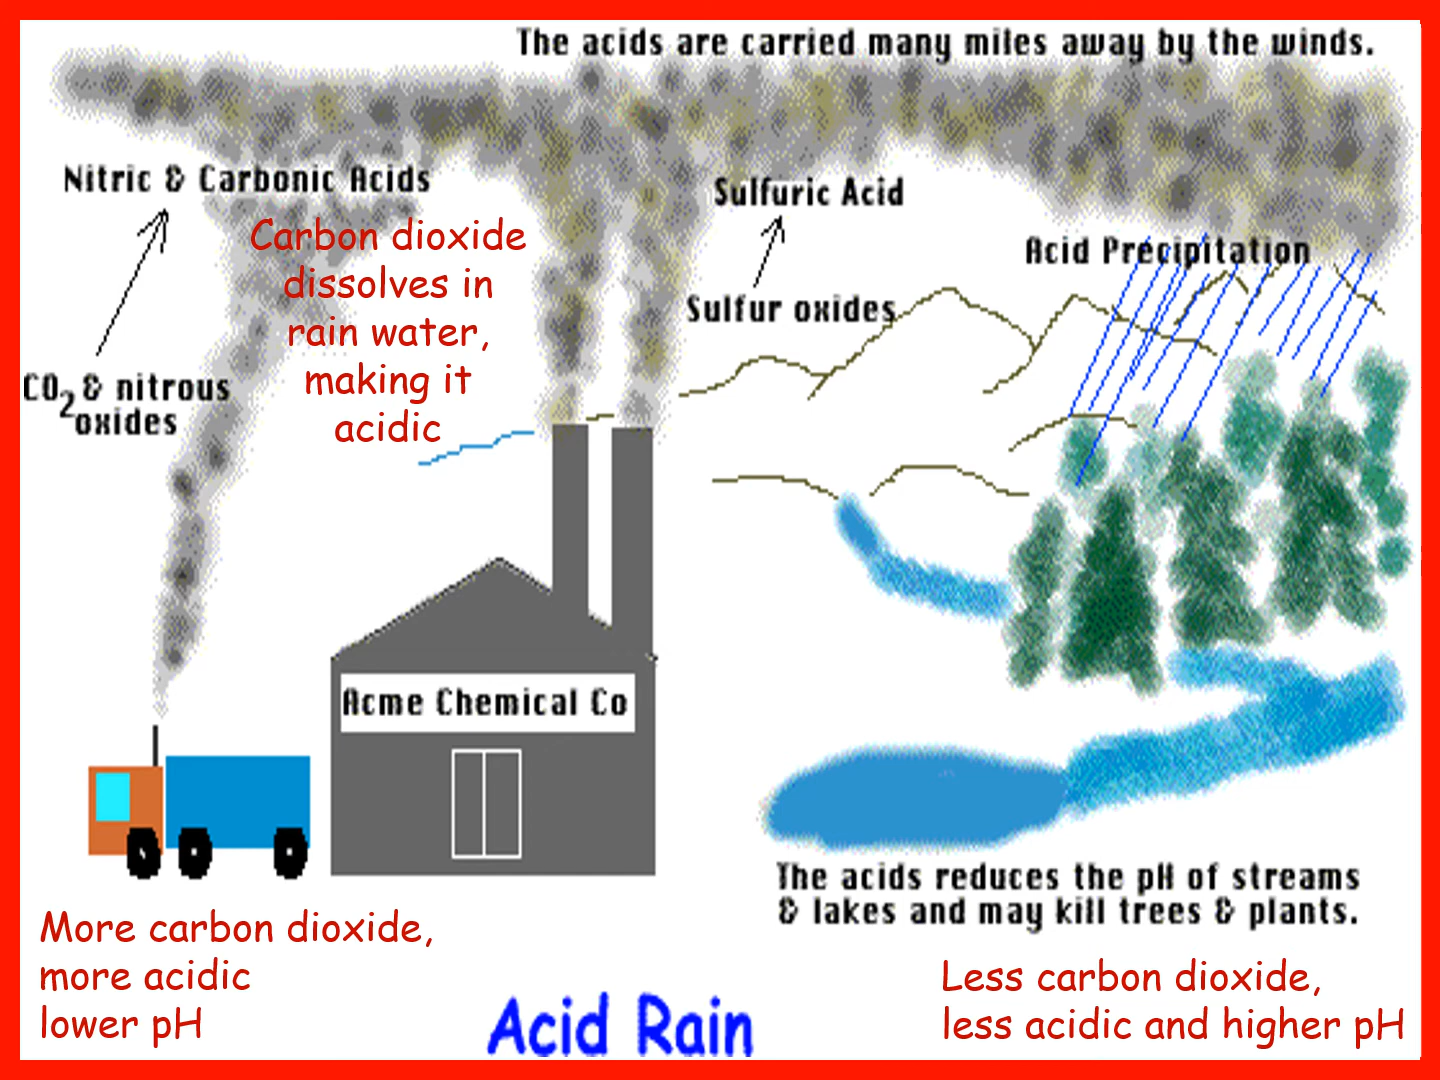 The acids are carried many miles away by the winds.
Nitric & Carbonic Acids
Carbon dioxide
dissolves in
rain water,
making it
acidic
CO2 & nitrous
oxides
Sulfuric Acid
Sulfur oxides
Acid Precipitation
Acme Chemical Co
The acids reduces the pH of streams
& lakes and may kill trees & plants.
More carbon dioxide,
more acidic
lower pH
Less carbon dioxide,
less acidic and higher pH
Acid Rain